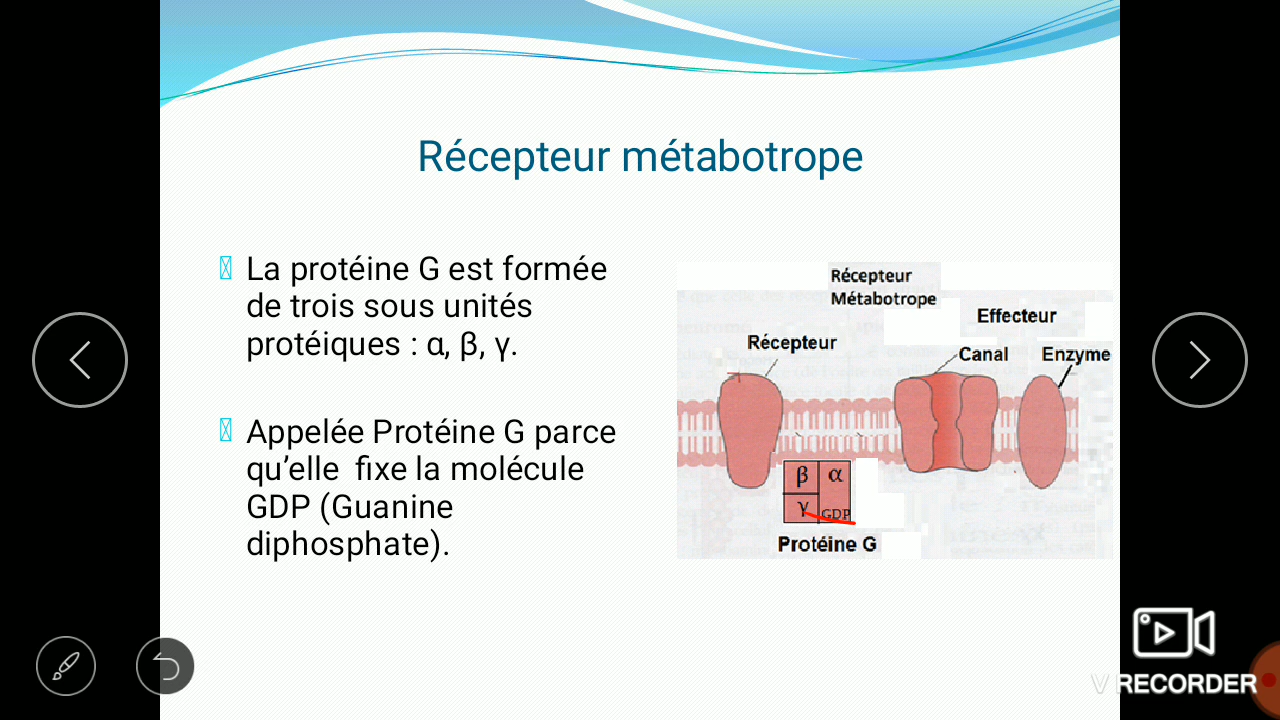 Récepteur métabotrope
La protéine G est formée
de trois sous unités
protéiques : α, β, γ.
Appelée Protéine G parce
qu'elle  fixe la molécule
GDP (Guanine
diphosphate).
Récepteur
Métabotrope
Effecteur
Récepteur
Canal
Enzyme
β
α
γ
GDP
Protéine G
V RECORDER